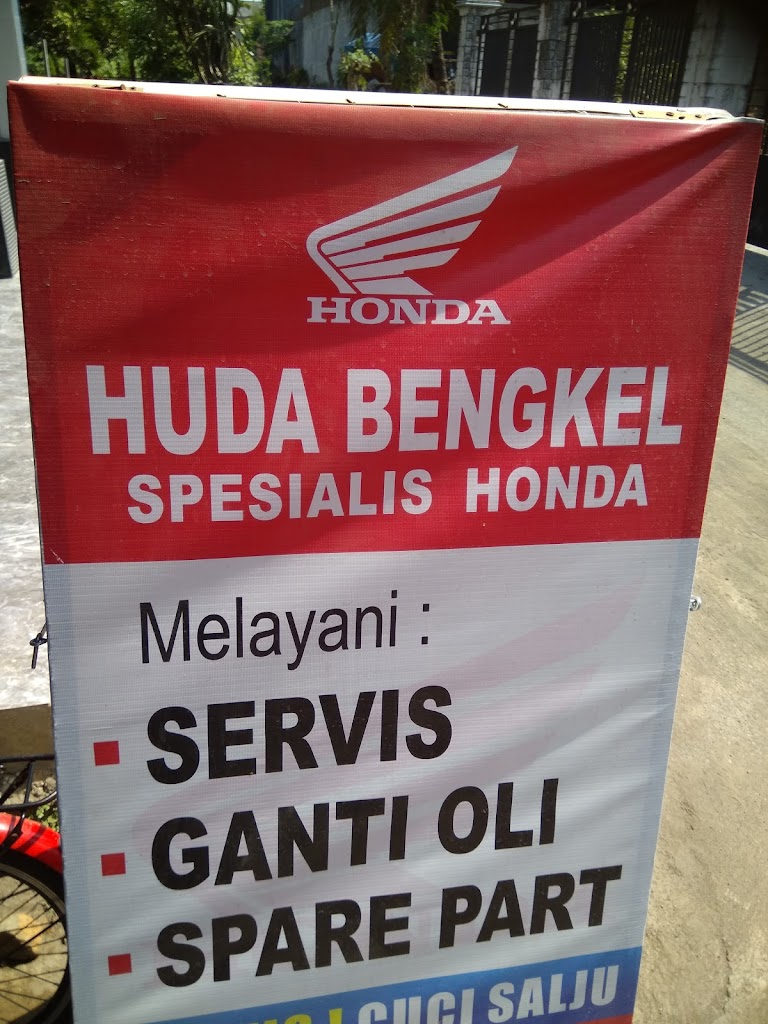 HONDA
HUDA BENGKEL
SPESIALIS HONDA
Melayani :
SERVIS
GANTI OLI
SPARE PART
! CUCI SALJU